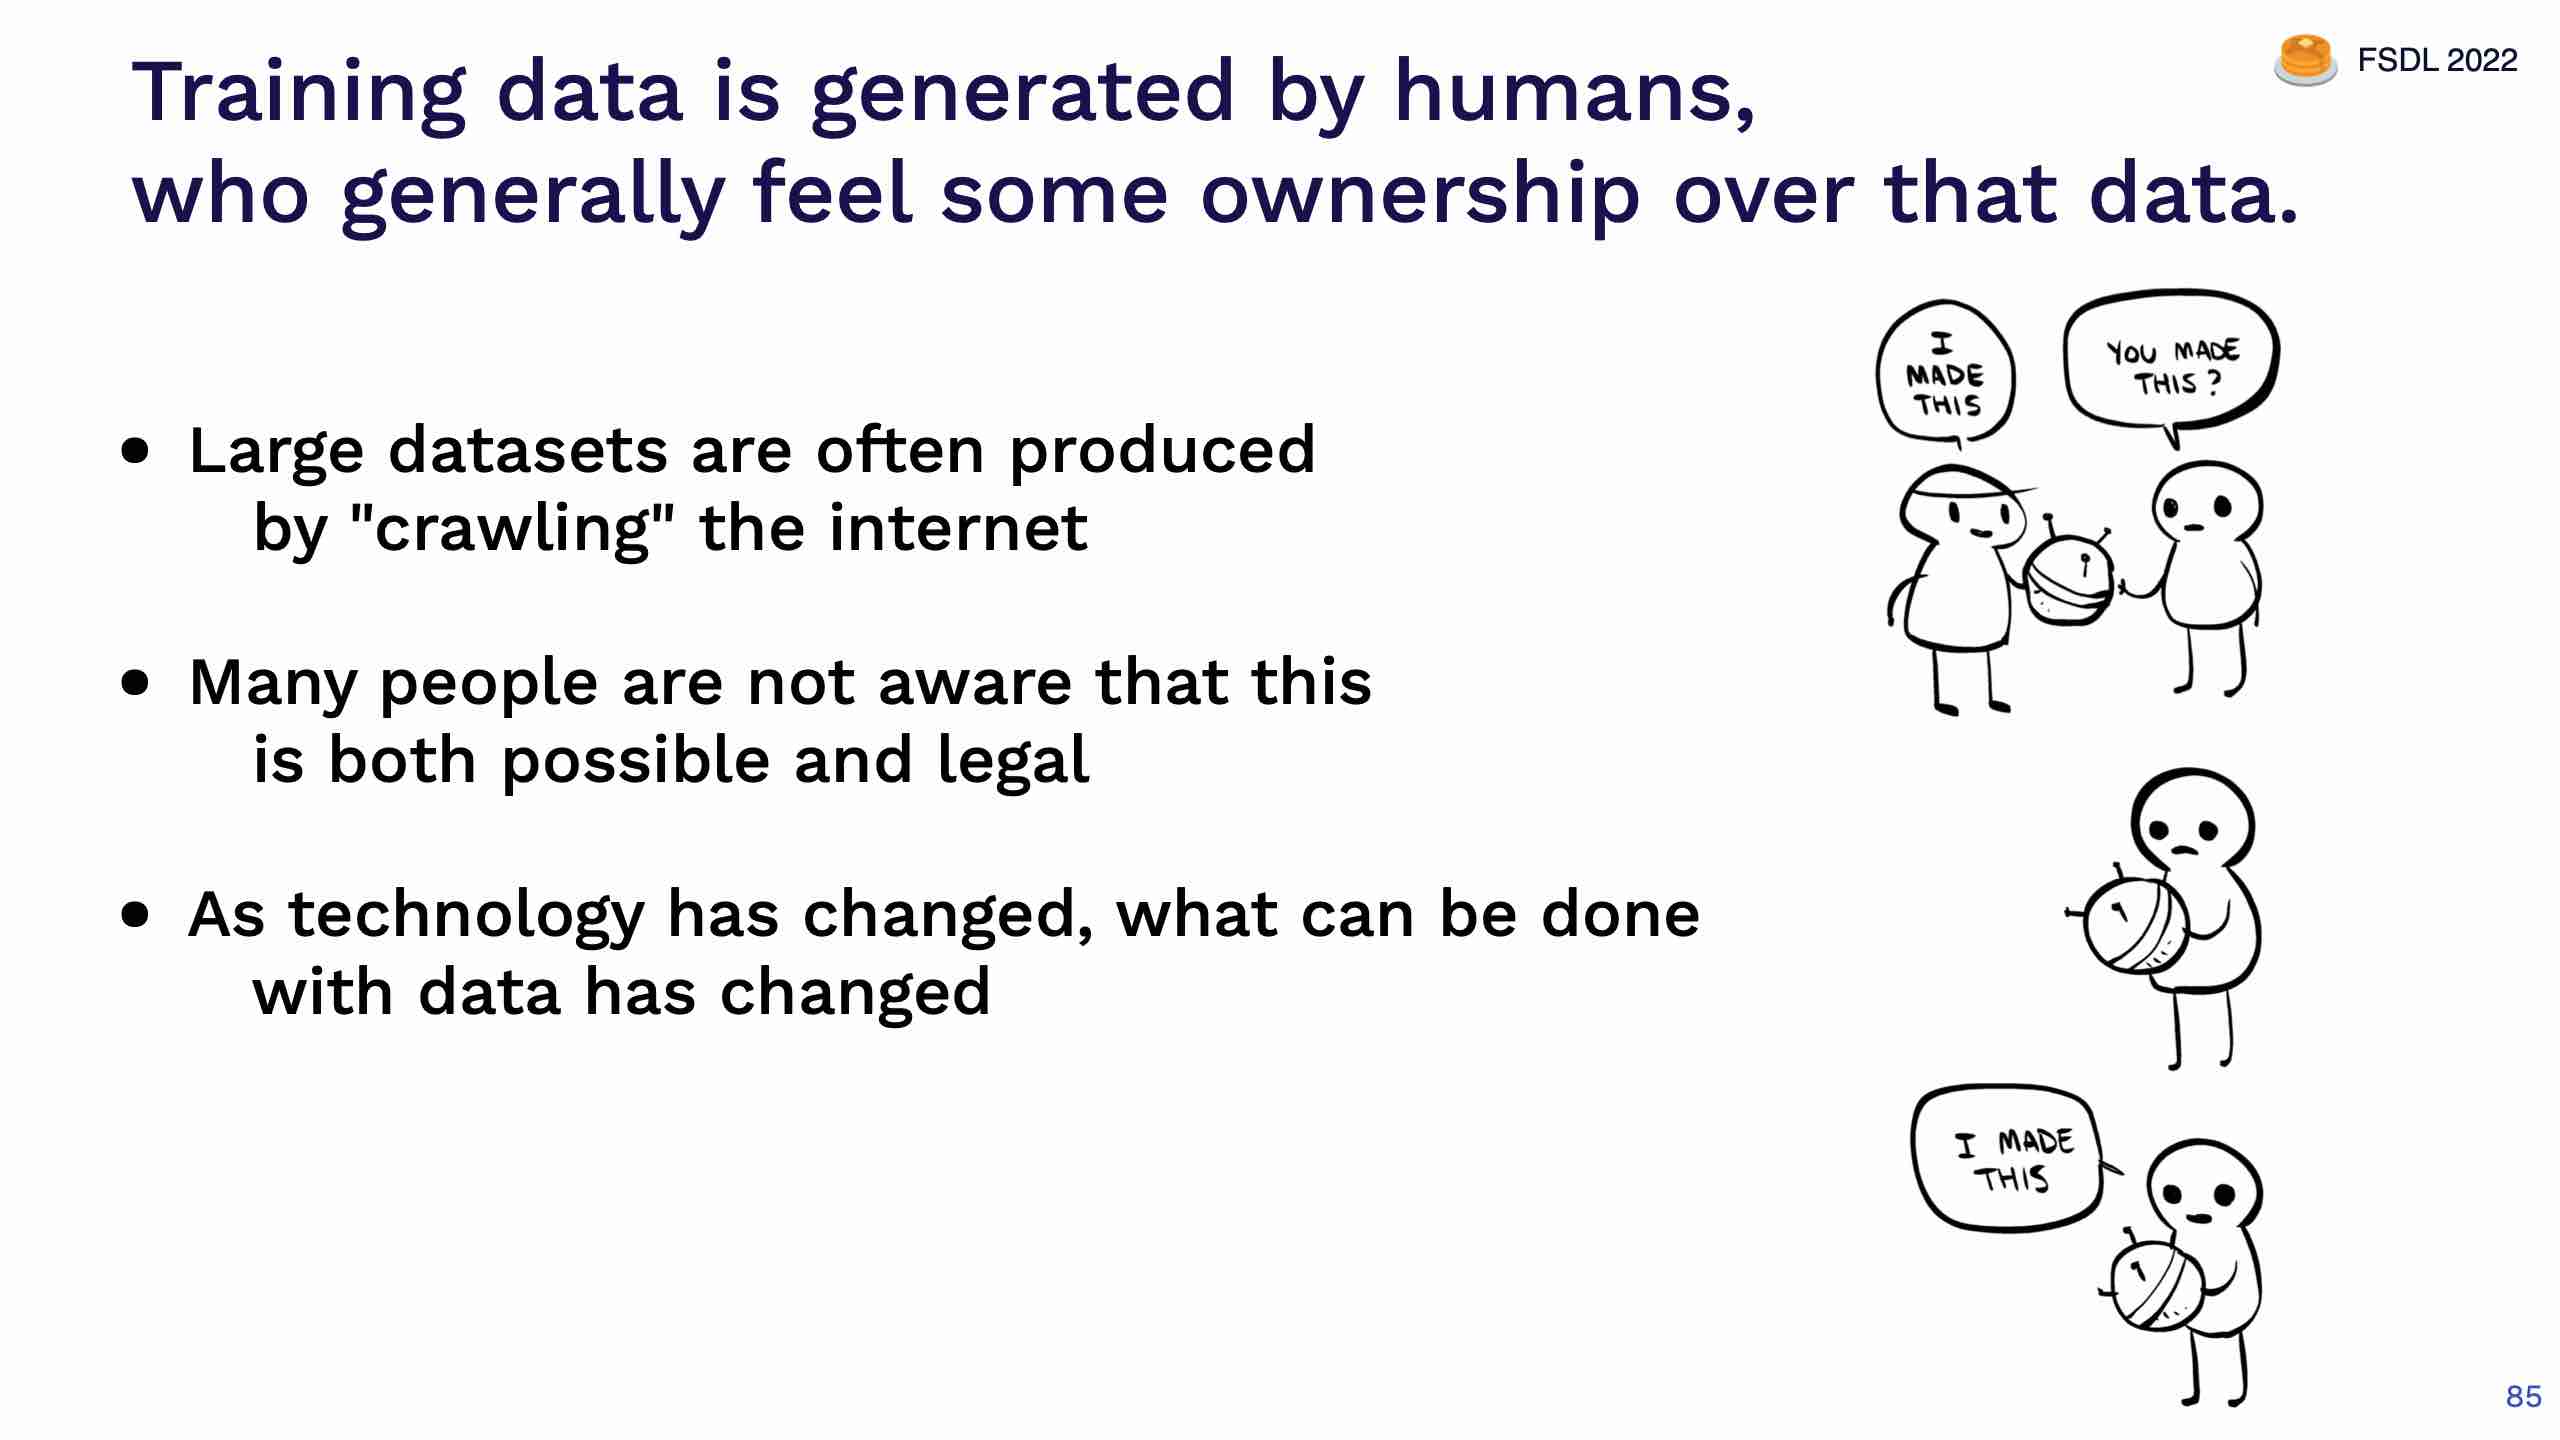 Training data is generated by humans,
who generally feel some ownership over that data.
FSDL 2022
• Large datasets are often produced
by "crawling" the internet
• Many people are not aware that this
is both possible and legal
• As technology has changed, what can be done
with data has changed
I
MADE
THIS
YOU MADE
THIS?
I MADE
THIS
85